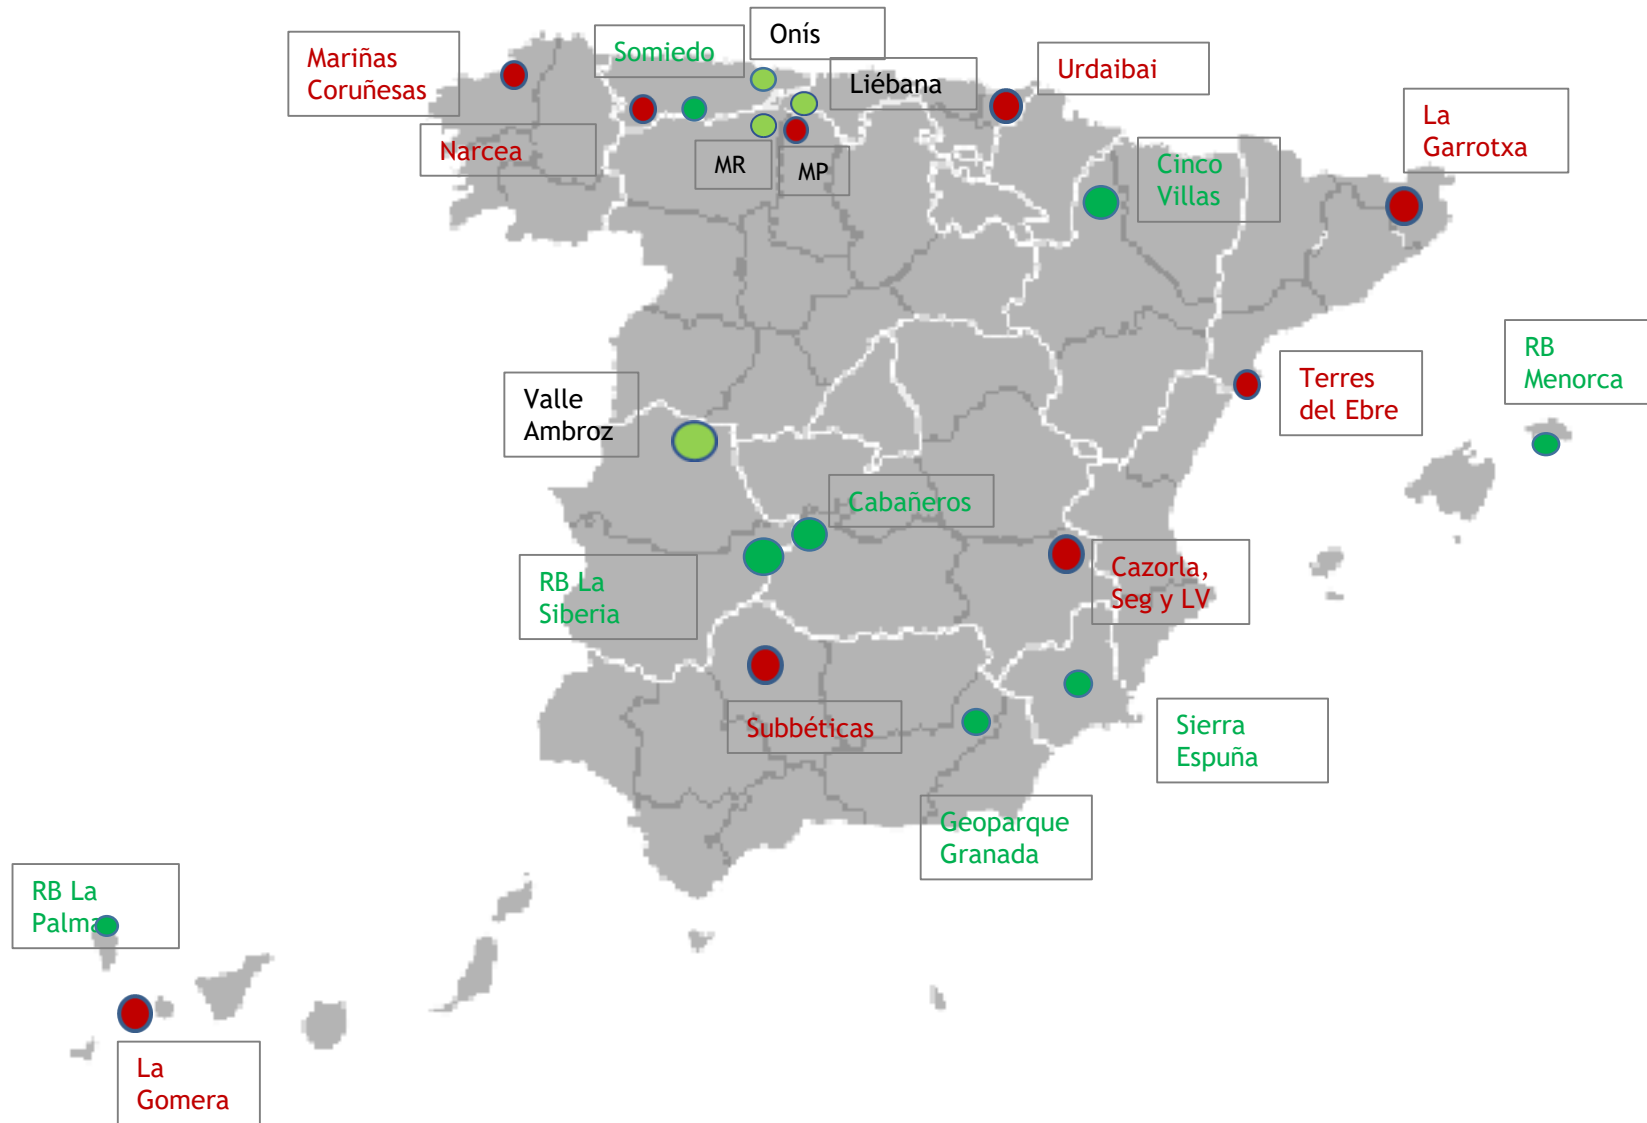 Onís
Mariñas
Coruñesas
Somiedo
Liébana
Urdaibai
La
Garrotxa
Narcea
MR
MP
Cinco
Villas
RB
Menorca
Terres
del Ebre
Valle
Ambroz
Cabañeros
RB La
Siberia
Cazorla,
Seg y LV
Subbéticas
Sierra
Espuña
Geoparque
Granada
RB La
Palma
La
Gomera